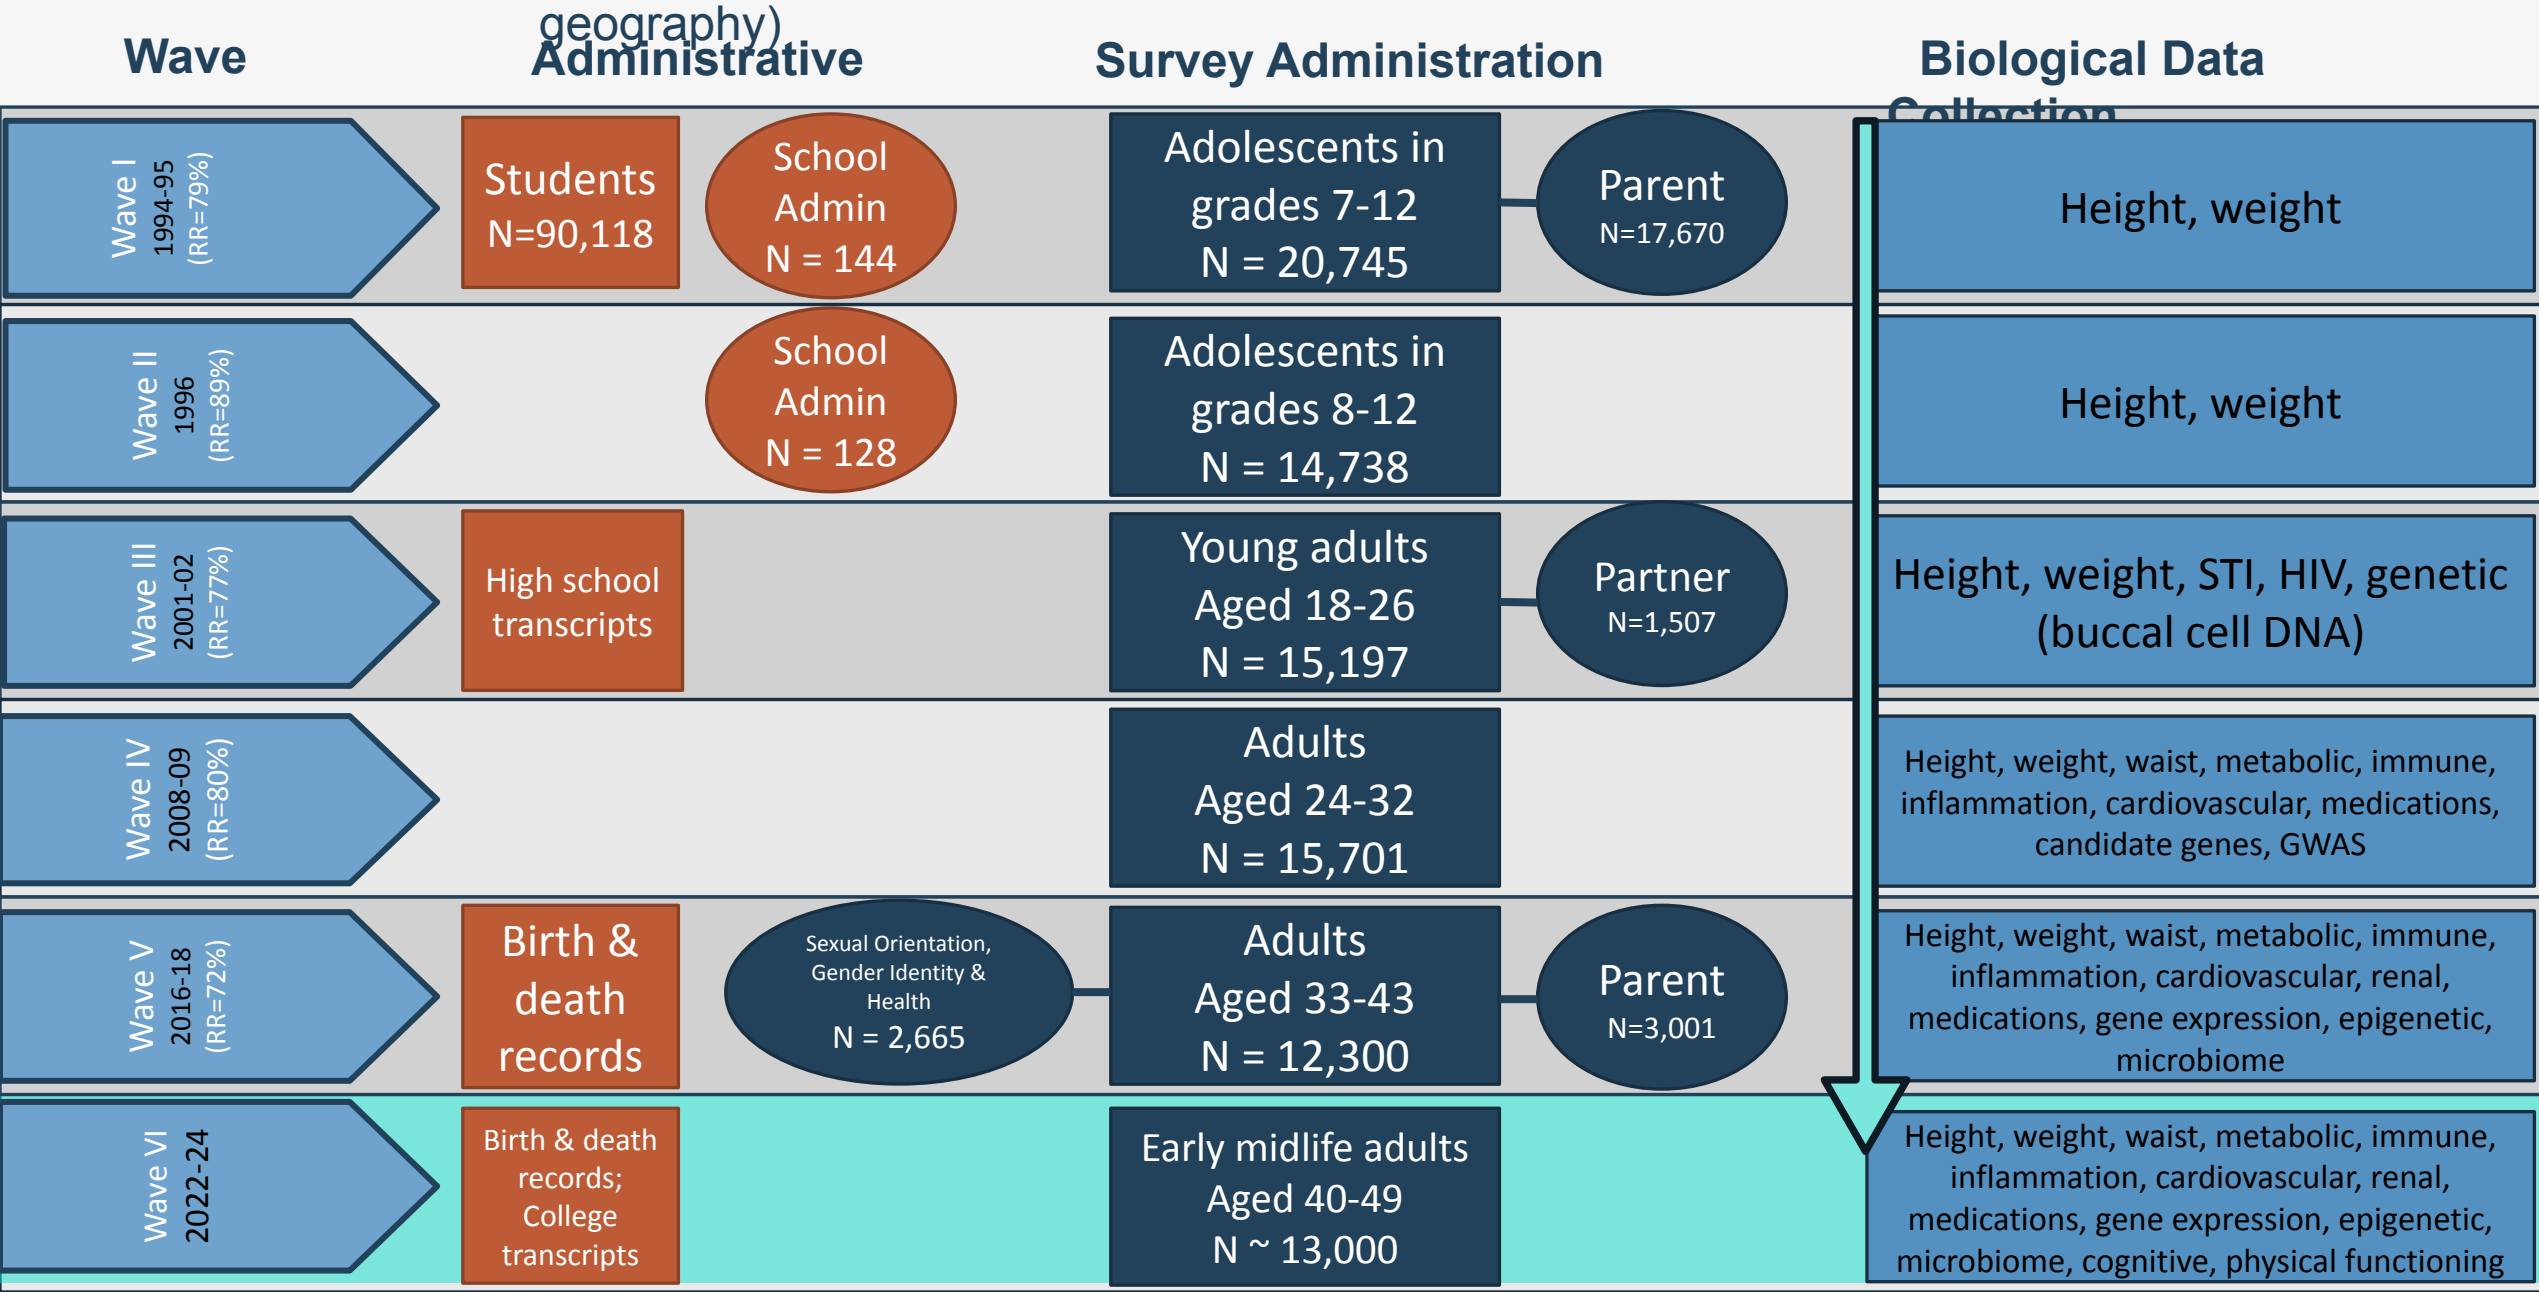 geography)
Wave
Administrative
Survey Administration
Biological Data
Collection
Wave I
1994-95
(RR=79%)
Students
N=90,118
School
Admin
N = 144
Adolescents in
grades 7-12
N = 20,745
Parent
N=17,670
Height, weight
Wave II
1996
(RR=89%)
School
Admin
N = 128
Adolescents in
grades 8-12
N = 14,738
Height, weight
Wave III
2001-02
(RR=77%)
High school
transcripts
Young adults
Aged 18-26
N = 15,197
Partner
N=1,507
Height, weight, STI, HIV, genetic
(buccal cell DNA)
Wave IV
2008-09
(RR=80%)
Adults
Aged 24-32
N = 15,701
Height, weight, waist, metabolic, immune,
inflammation, cardiovascular, medications,
candidate genes, GWAS
Wave V
2016-18
(RR=72%)
Birth &
death
records
Sexual Orientation,
Gender Identity &
Health
N = 2,665
Adults
Aged 33-43
N = 12,300
Parent
N=3,001
Height, weight, waist, metabolic, immune,
inflammation, cardiovascular, renal,
medications, gene expression, epigenetic,
microbiome
Wave VI
2022-24
Birth & death
records;
College
transcripts
Early midlife adults
Aged 40-49
N ~ 13,000
Height, weight, waist, metabolic, immune,
inflammation, cardiovascular, renal,
medications, gene expression, epigenetic,
microbiome, cognitive, physical functioning